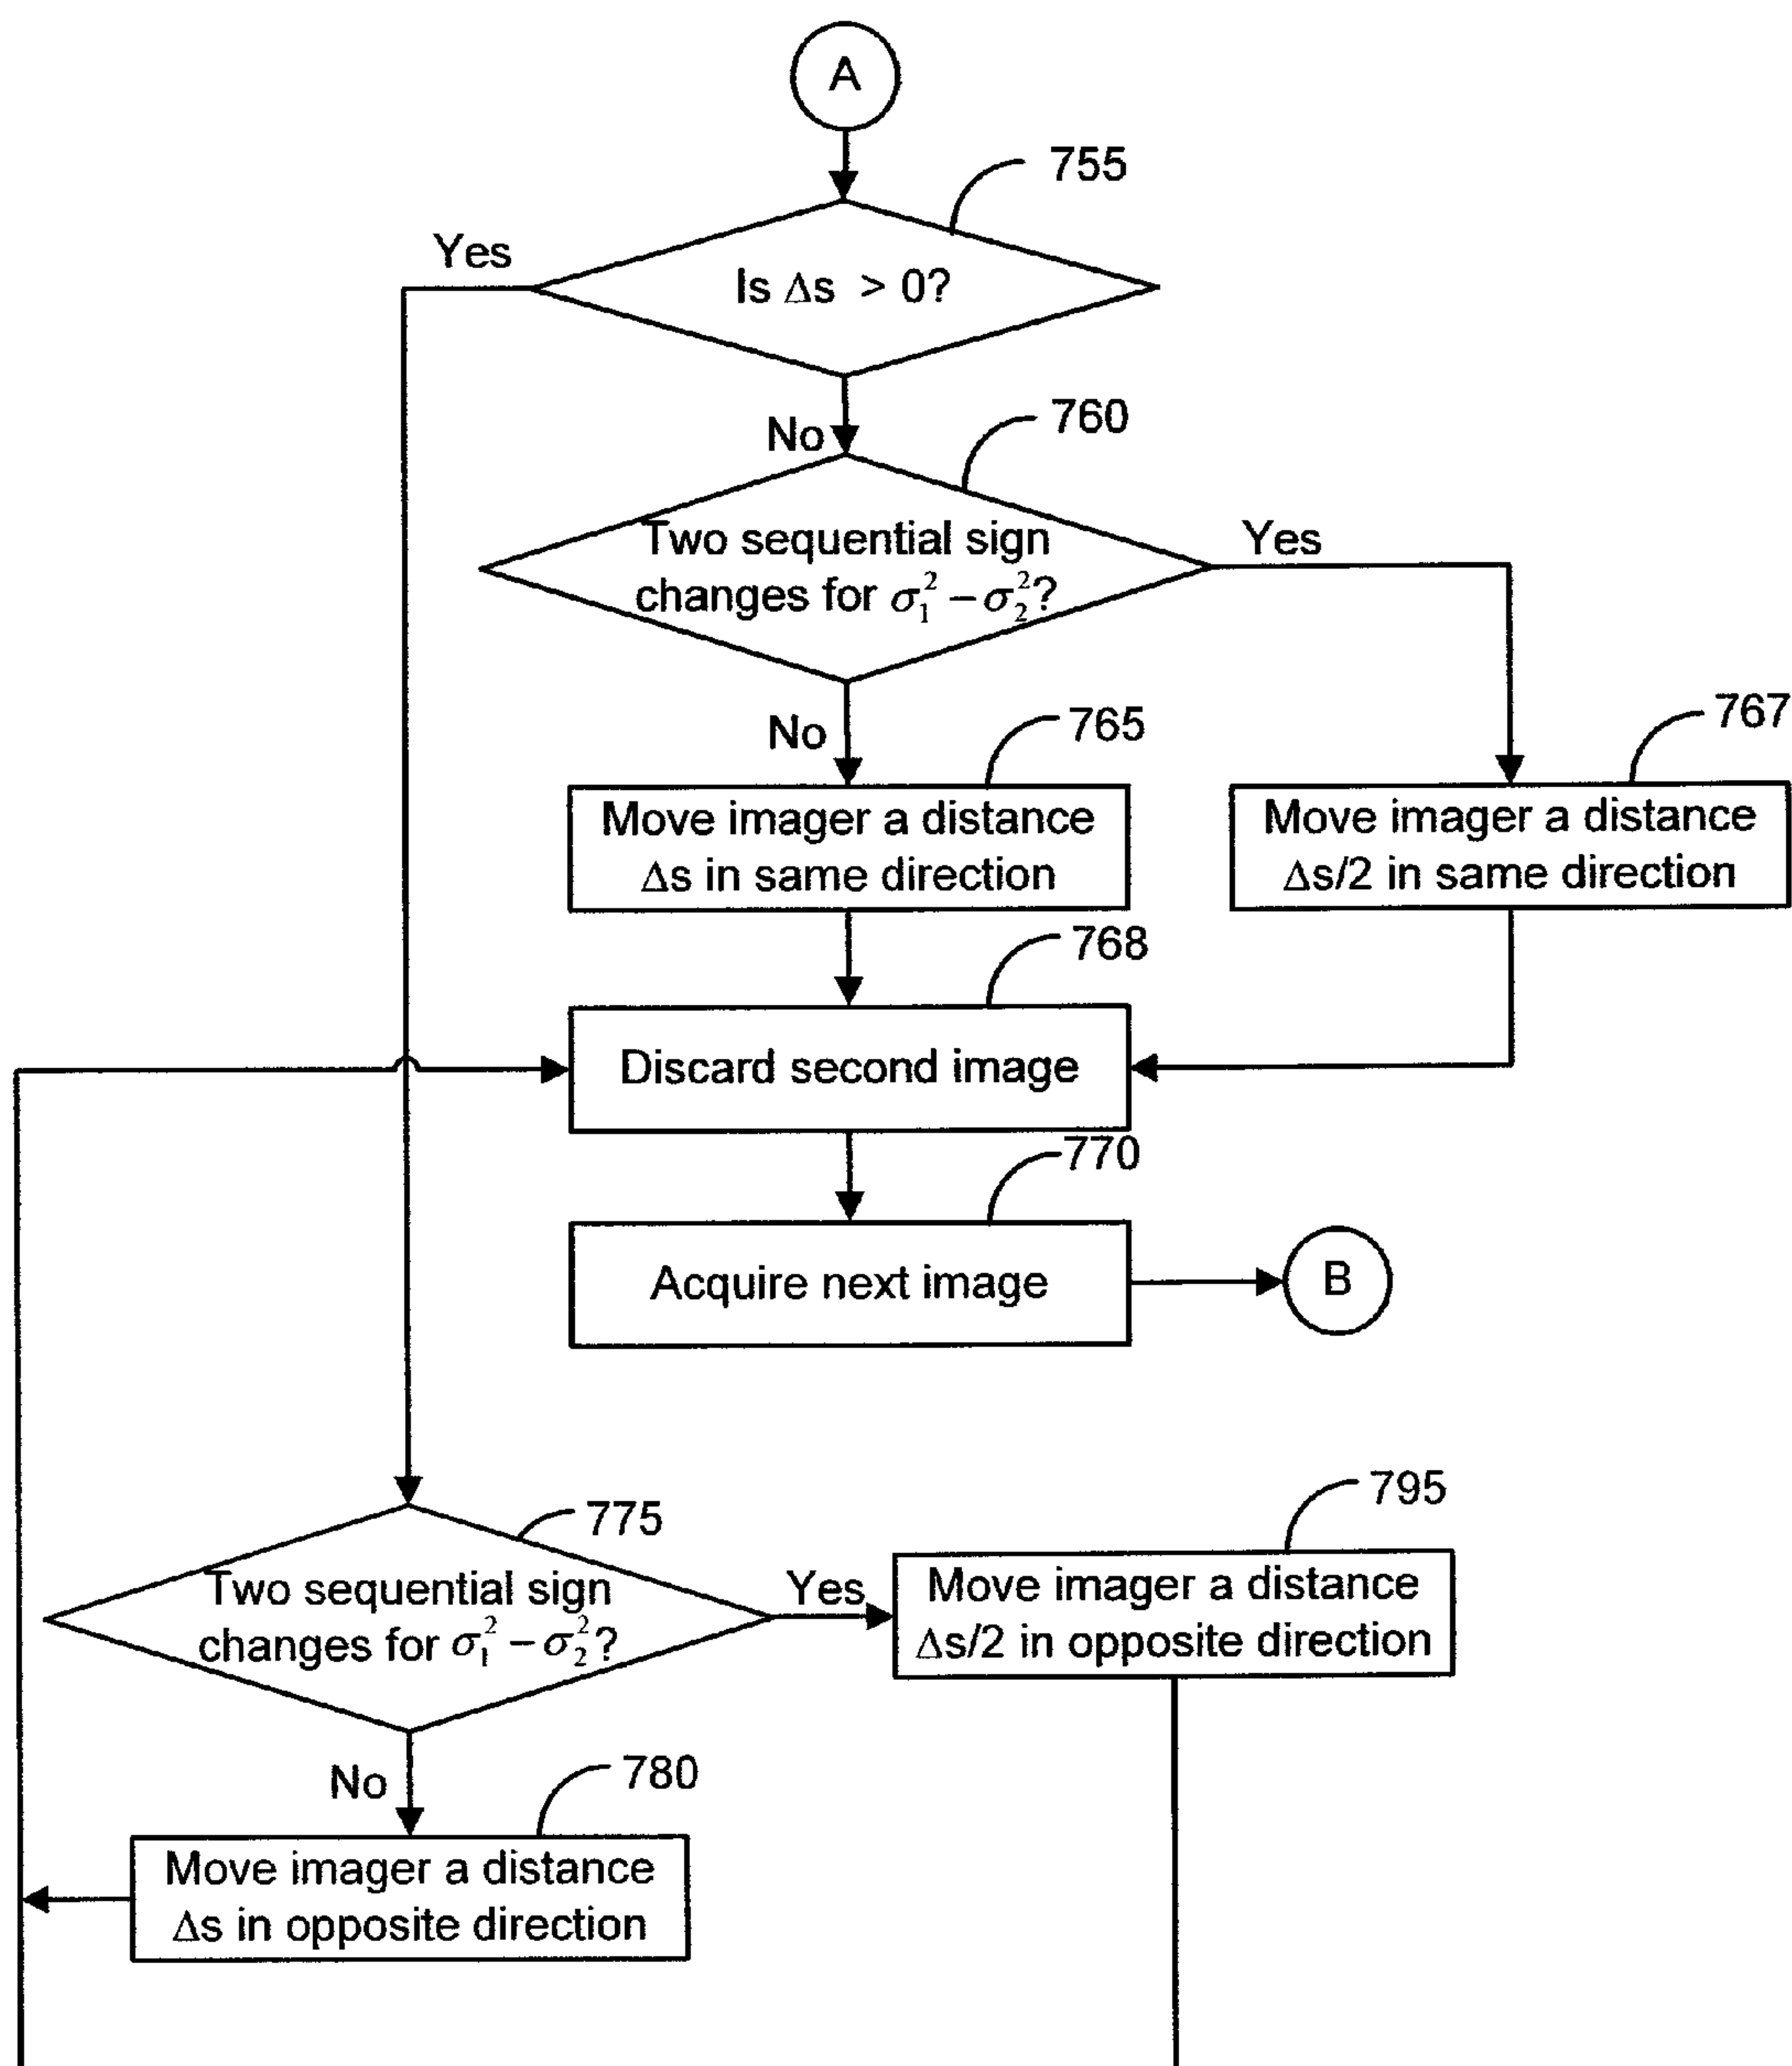 A
755
Yes
Is Δs > 0?
No
760
Two sequential sign
changes for σ₁² – σ₂²?
Yes
No
765
767
Move imager a distance
Δs in same direction
Move imager a distance
Δs/2 in same direction
768
Discard second image
770
Acquire next image
B
775
795
Two sequential sign
changes for σ₁² – σ₂²?
Yes
Move imager a distance
Δs/2 in opposite direction
No
780
Move imager a distance
Δs in opposite direction